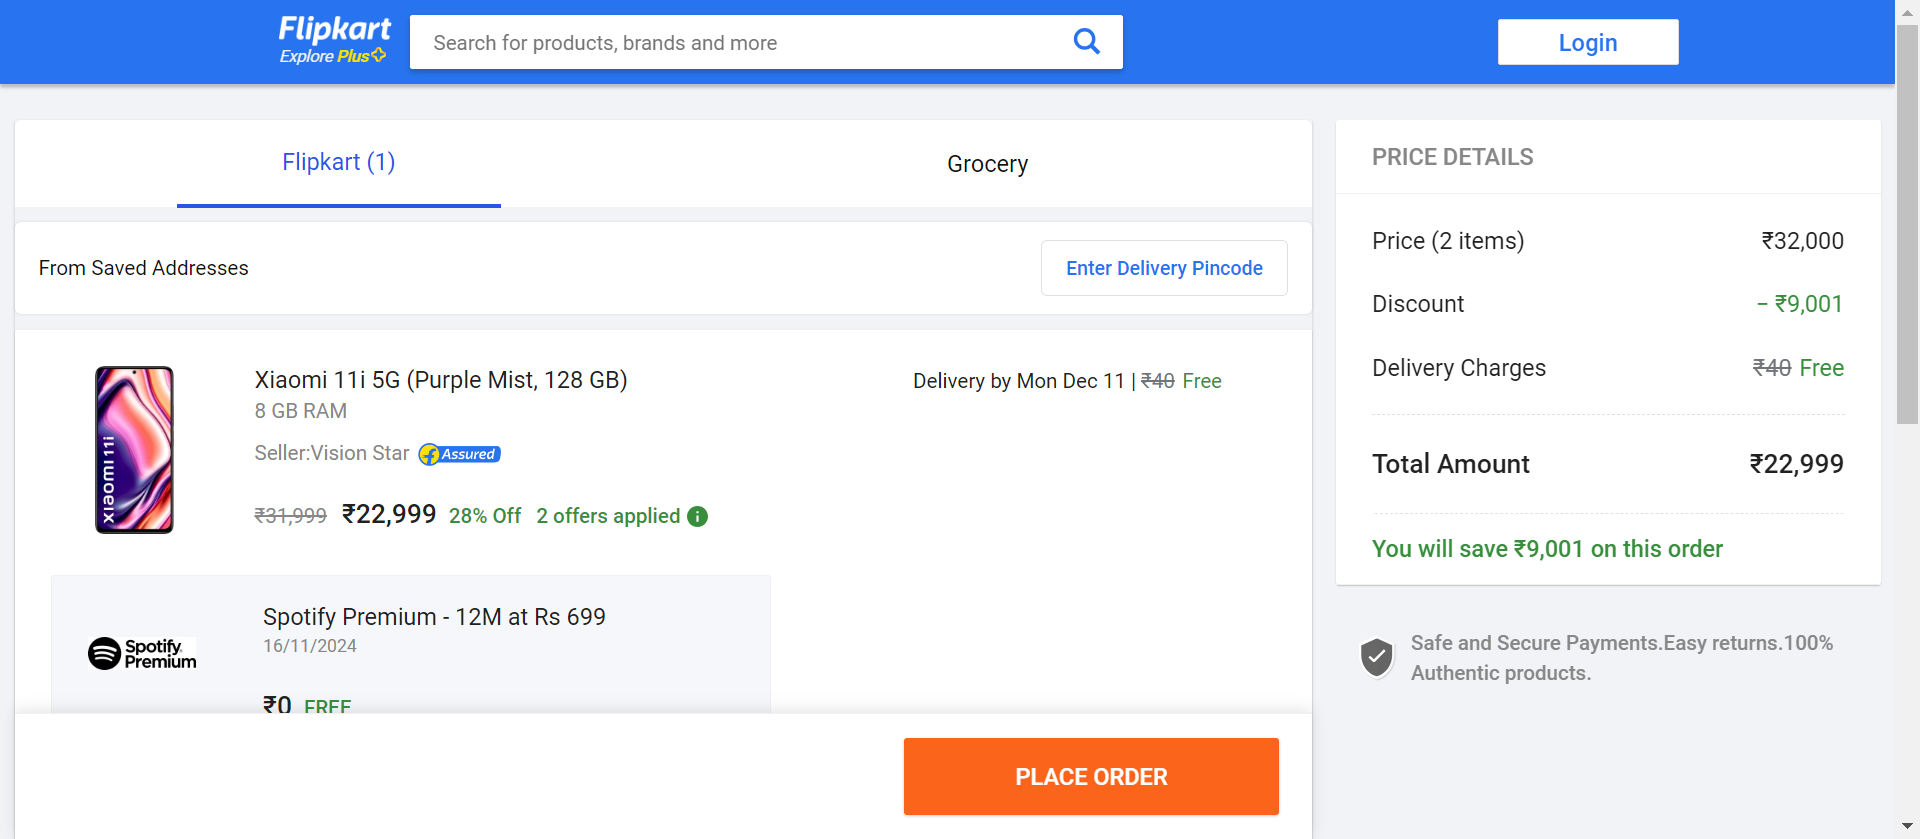 Flipkart
Explore Plus
Search for products, brands and more
Login
Flipkart (1)
Grocery
From Saved Addresses
Enter Delivery Pincode
xiaomi 11i
Xiaomi 11i 5G (Purple Mist, 128 GB)
8 GB RAM
Seller:Vision Star
f Assured
₹31,999 ₹22,999 28% Off 2 offers applied i
Delivery by Mon Dec 11 | ₹40 Free
Spotify Premium
Spotify Premium - 12M at Rs 699
16/11/2024
₹0 FREE
PLACE ORDER
PRICE DETAILS
Price (2 items) ₹32,000
Discount − ₹9,001
Delivery Charges ₹40 Free
Total Amount ₹22,999
You will save ₹9,001 on this order
Safe and Secure Payments.Easy returns.100%
Authentic products.